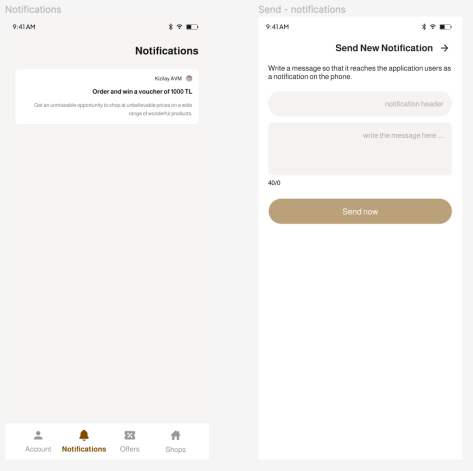 Notifications
9:41 AM
Notifications
Kizilay AVM
Order and win a voucher of 1000 TL
Get an unmissable opportunity to shop at unbelievable prices on a wide
range of wonderful products.
Account
Notifications
Offers
Shops
Send - notifications
9:41 AM
Send New Notification →
Write a message so that it reaches the application users as
a notification on the phone.
notification header
write the message here ...
40/0
Send now